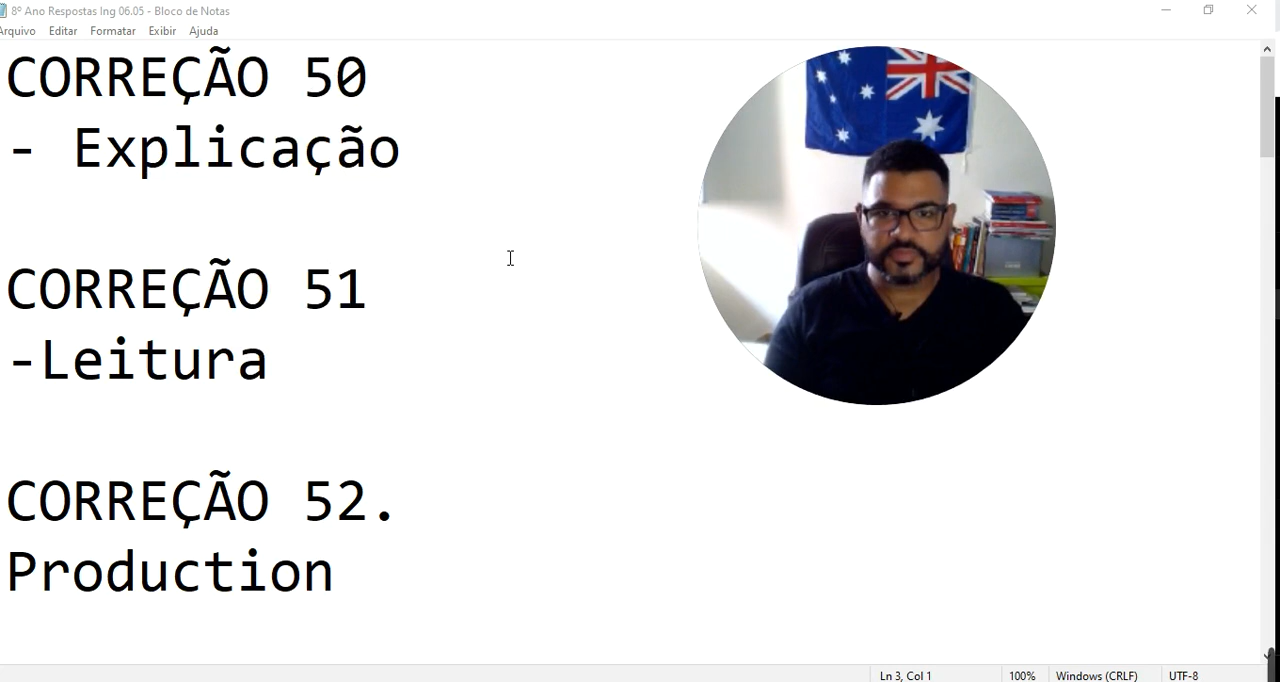 8º Ano Respostas Ing 06.05 - Bloco de Notas
Arquivo Editar Formatar Exibir Ajuda
CORREÇÃO 50
- Explicação
CORREÇÃO 51
-Leitura
CORREÇÃO 52.
Production
Ln 3, Col 1 100% Windows (CRLF) UTF-8